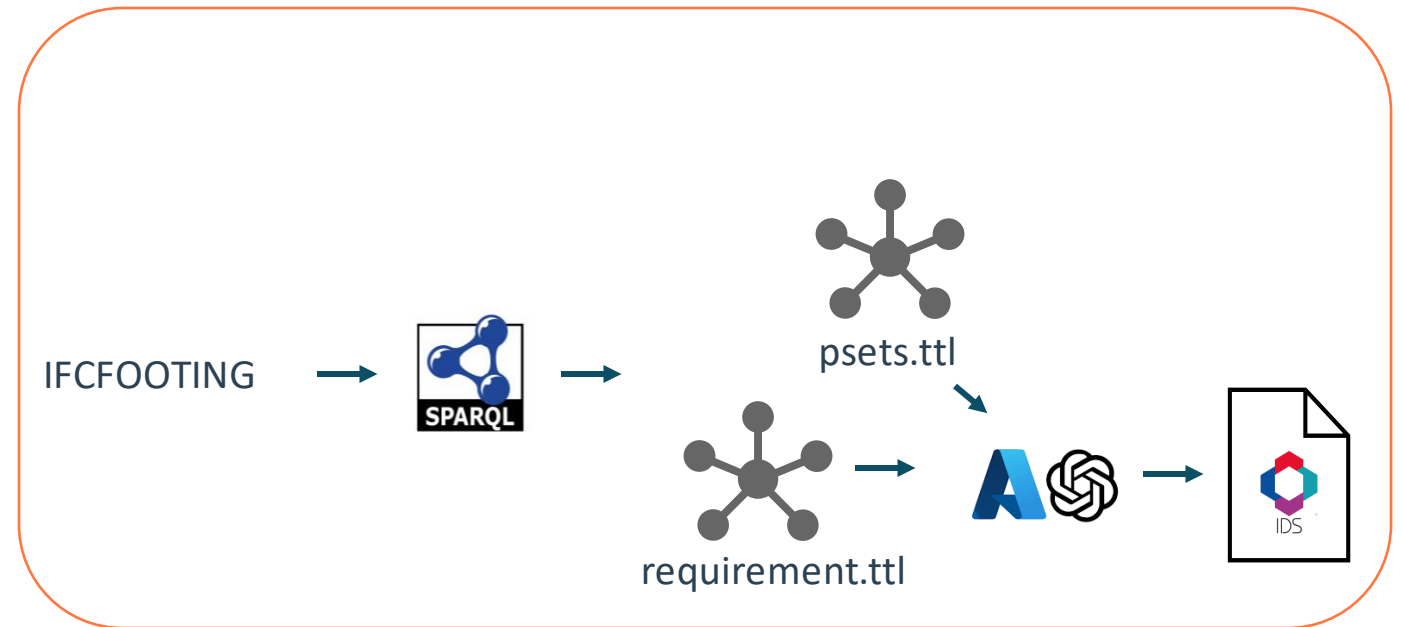 IFCFOOTING
SPARQL
psets.ttl
requirement.ttl
IDS